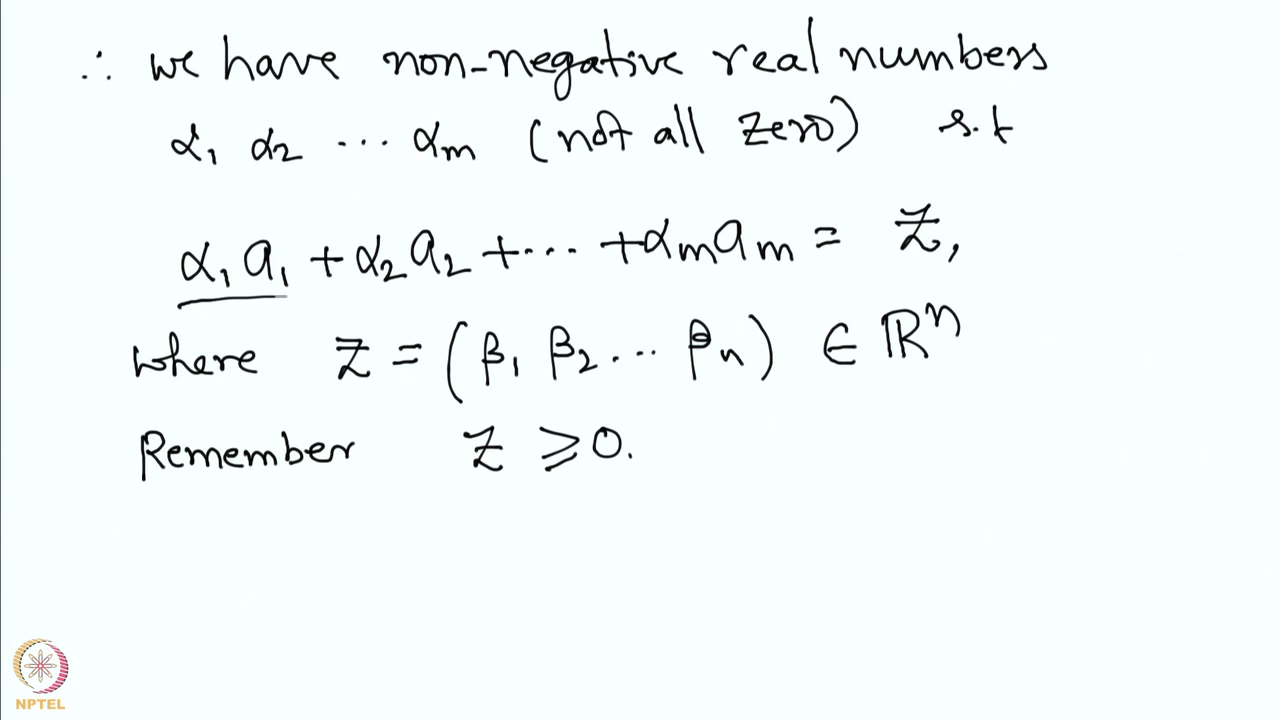 ∴ we have non-negative real numbers
α₁ α₂ ... αₘ (not all zero) s.t
α₁a₁ + α₂a₂ + ... + αₘaₘ = z,
where z = (β₁ β₂ ... βₙ) ∈ ℝⁿ
Remember z ⩾ 0.
NPTEL